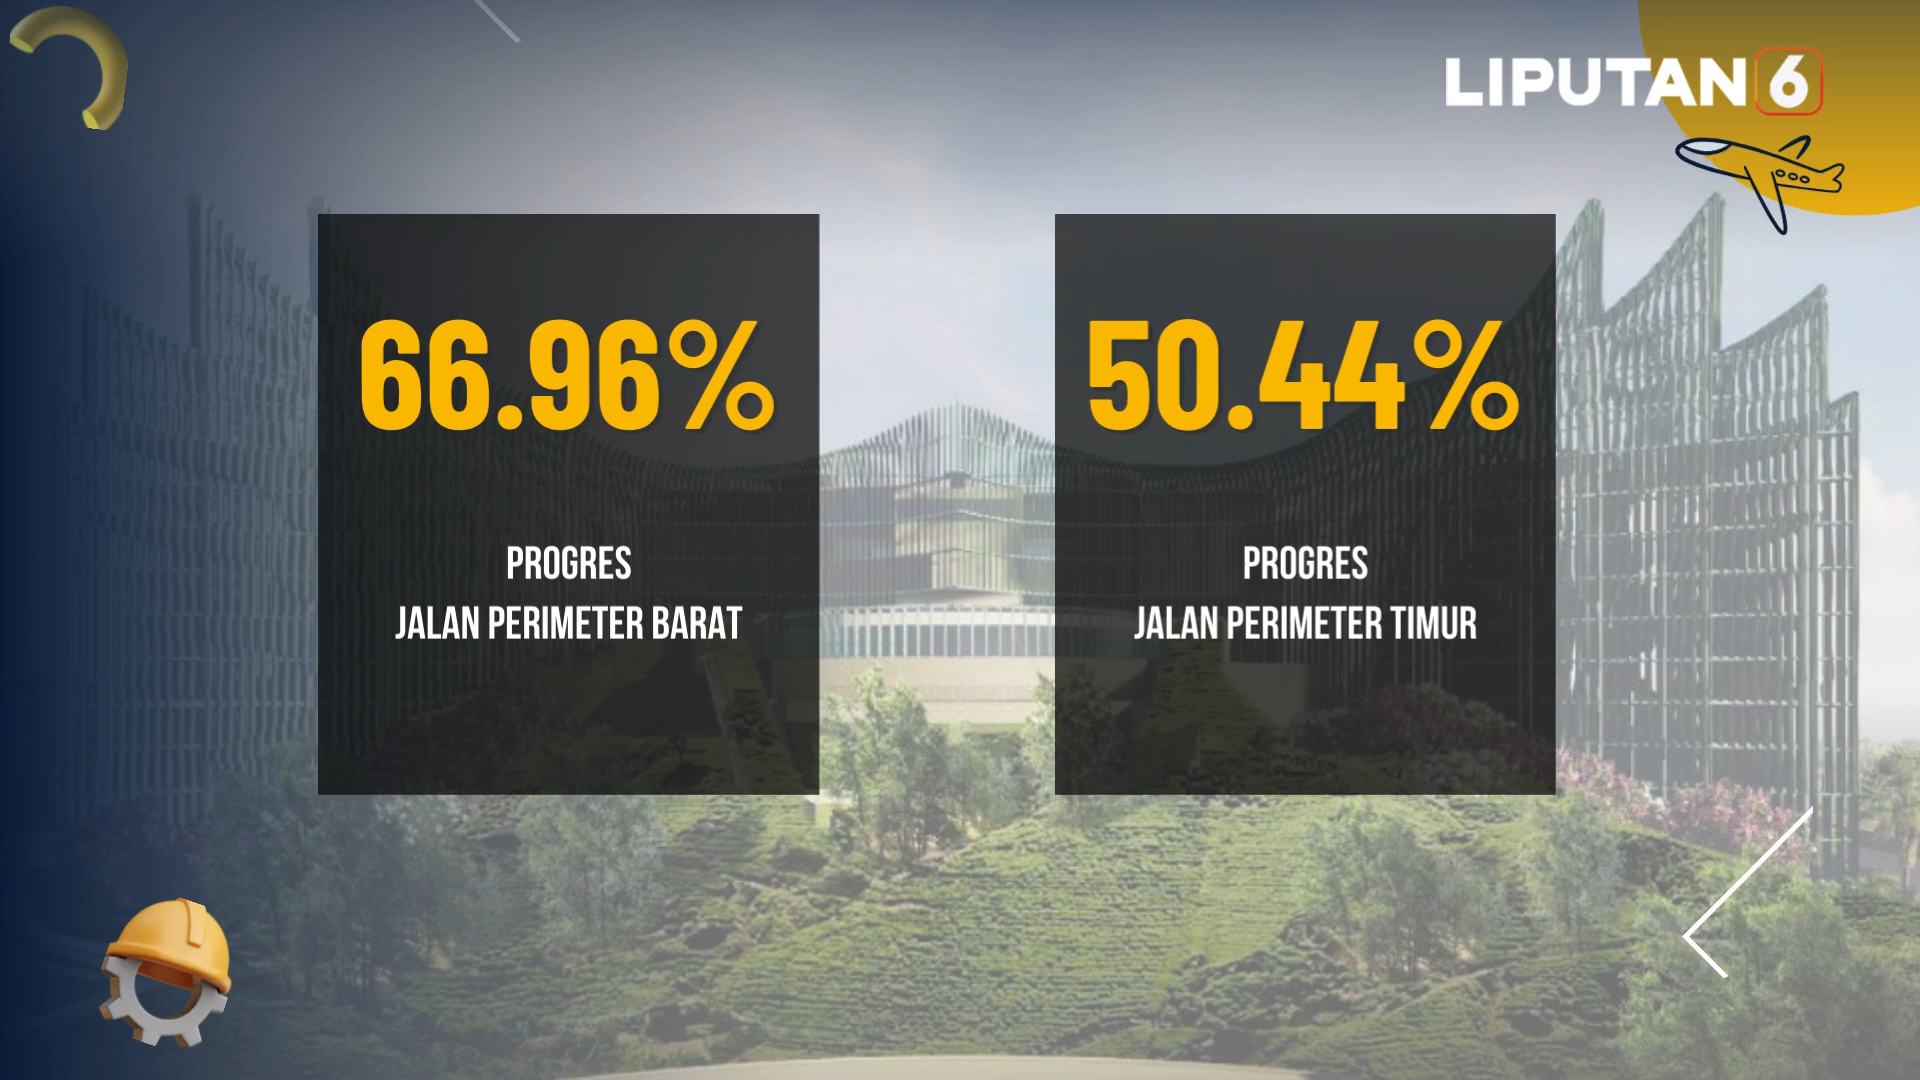 LIPUTAN 6
66.96%
PROGRES
JALAN PERIMETER BARAT
50.44%
PROGRES
JALAN PERIMETER TIMUR